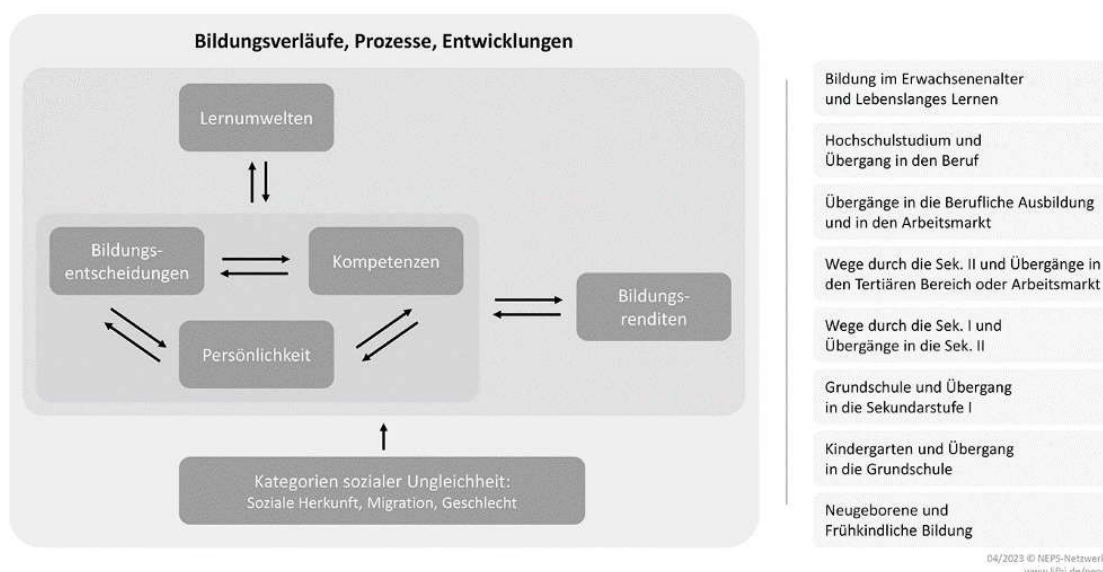 Bildungsverläufe, Prozesse, Entwicklungen
Lernumwelten
Bildungs-
entscheidungen
Kompetenzen
Persönlichkeit
Bildungs-
renditen
Kategorien sozialer Ungleichheit:
Soziale Herkunft, Migration, Geschlecht
Bildung im Erwachsenenalter
und Lebenslanges Lernen
Hochschulstudium und
Übergang in den Beruf
Übergänge in die Berufliche Ausbildung
und in den Arbeitsmarkt
Wege durch die Sek. II und Übergänge in
den Tertiären Bereich oder Arbeitsmarkt
Wege durch die Sek. I und
Übergänge in die Sek. II
Grundschule und Übergang
in die Sekundarstufe I
Kindergarten und Übergang
in die Grundschule
Neugeborene und
Frühkindliche Bildung
04/2023 © NEPS-Netzwerk